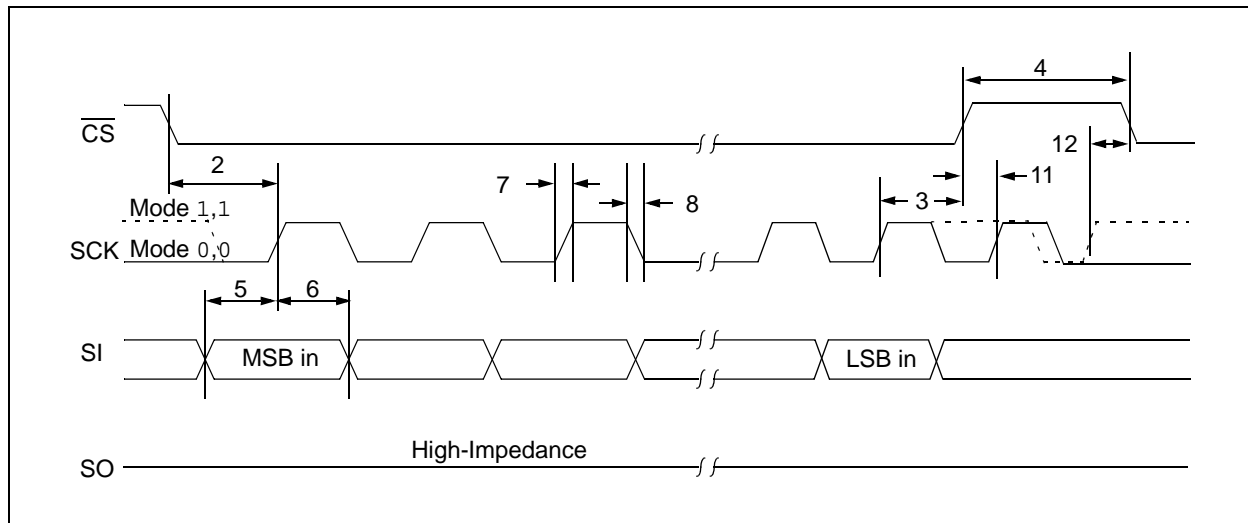 4
CS
12
2
7
11
3
8
Mode 1,1
SCK Mode 0,0
5
6
SI
MSB in
LSB in
High-Impedance
SO